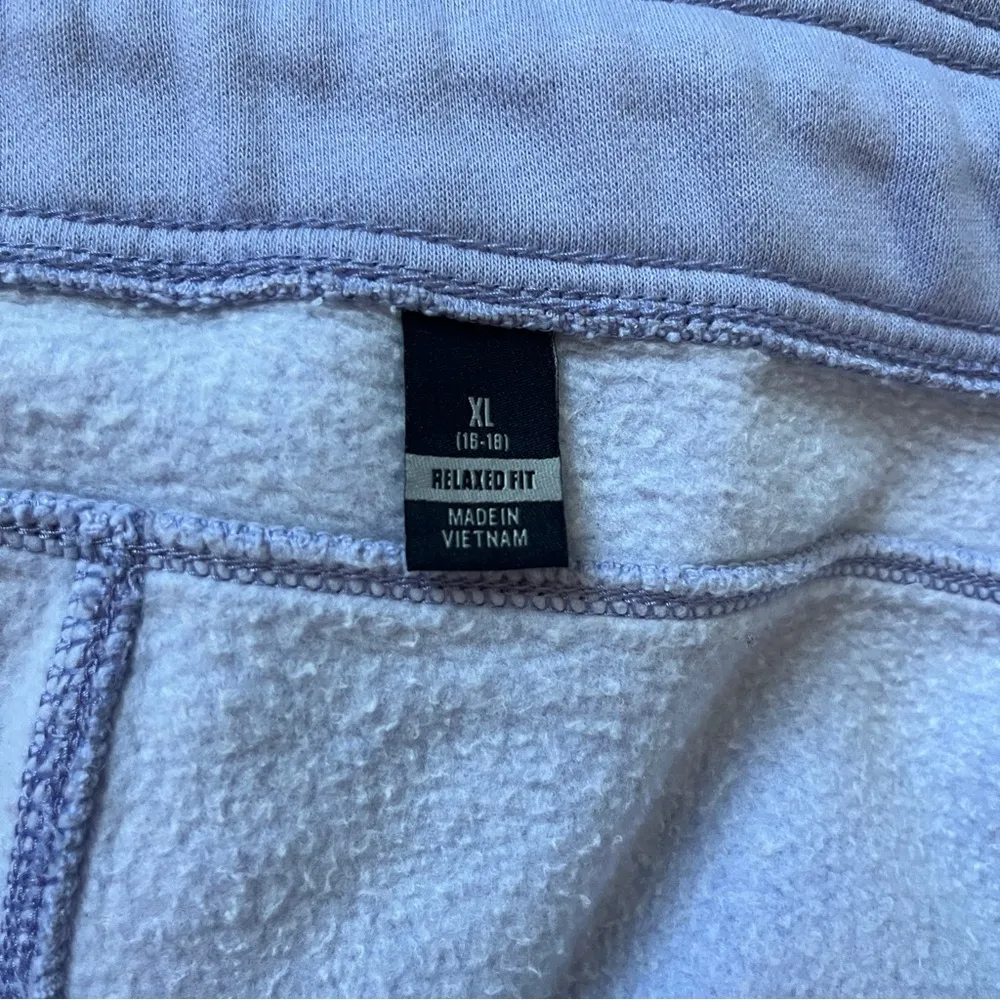 XL
(16-18)
RELAXED FIT
MADE IN
VIETNAM